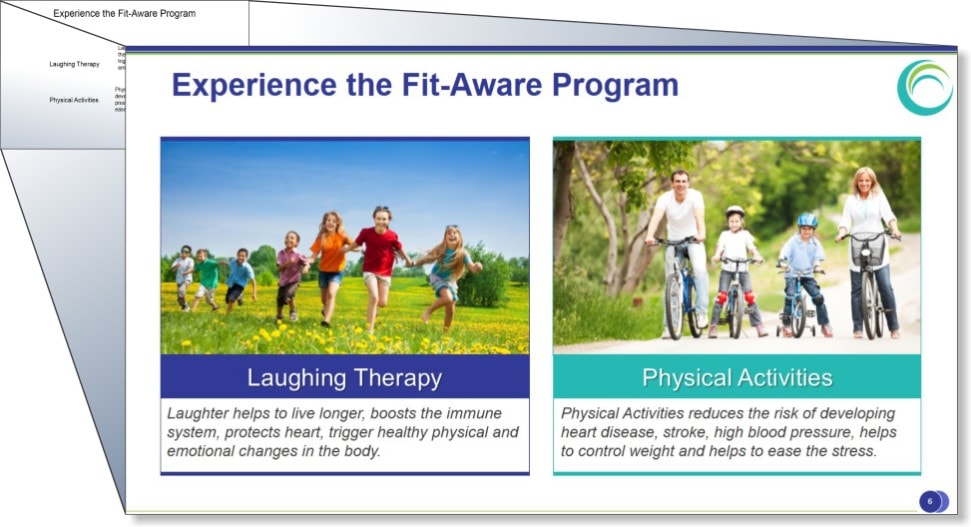 Experience the Fit-Aware Program
Laughing Therapy
Physical Activities
Experience the Fit-Aware Program
Laughing Therapy
Physical Activities
Laughter helps to live longer, boosts the immune
system, protects heart, trigger healthy physical and
emotional changes in the body.
Physical Activities reduces the risk of developing
heart disease, stroke, high blood pressure, helps
to control weight and helps to ease the stress.
6